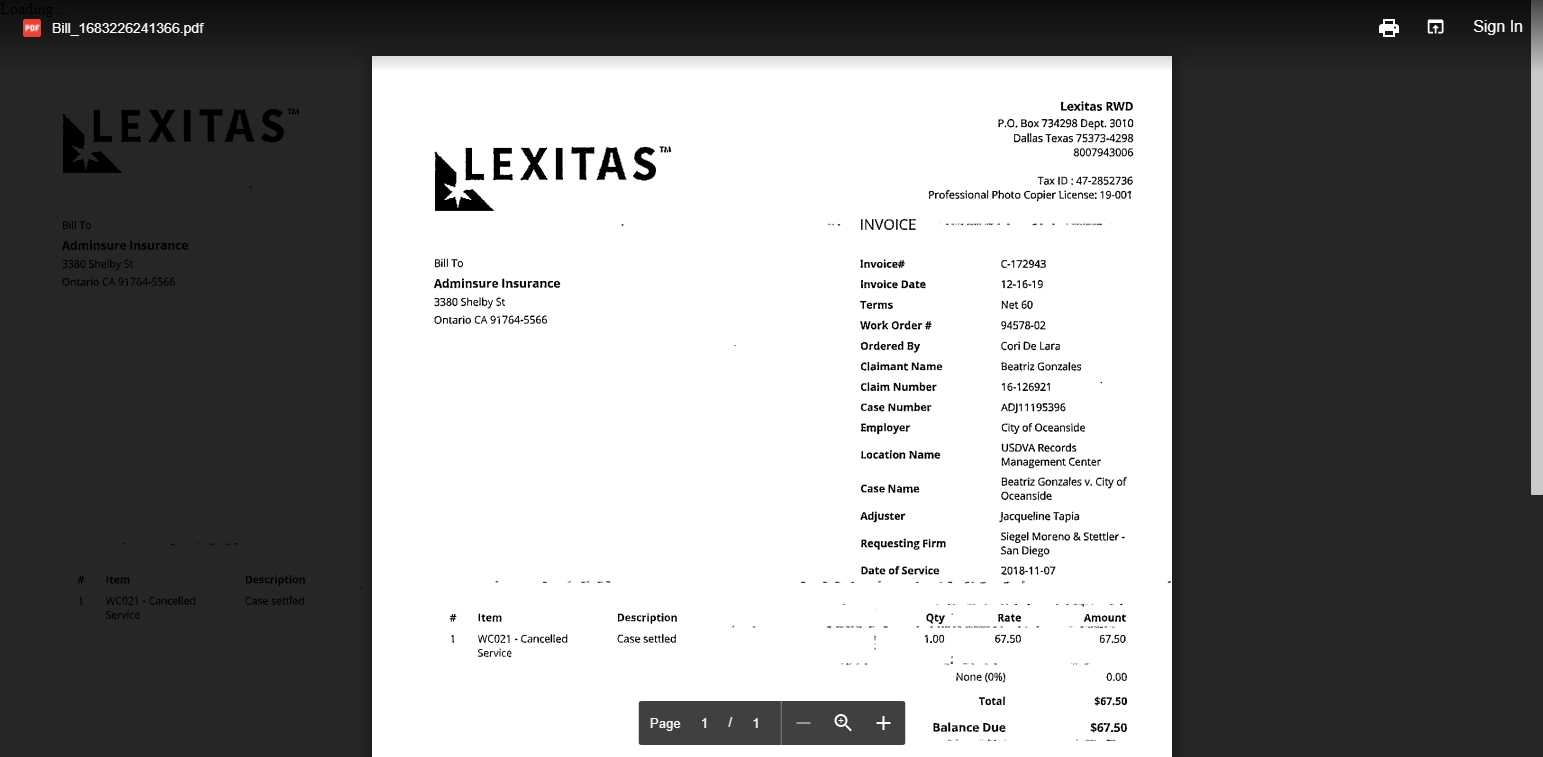 Loading
PDF Bill_1683226241366.pdf
Sign In
LEXITAS™
Bill To
Adminsure Insurance
3380 Shelby St
Ontario CA 91764-5566
# Item Description
1 WC021 - Cancelled Case settled
Service
Lexitas RWD
P.O. Box 734298 Dept. 3010
Dallas Texas 75373-4298
8007943006
Tax ID : 47-2852736
Professional Photo Copier License: 19-001
LEXITAS™
INVOICE
Bill To
Adminsure Insurance
3380 Shelby St
Ontario CA 91764-5566
Invoice# C-172943
Invoice Date 12-16-19
Terms Net 60
Work Order # 94578-02
Ordered By Cori De Lara
Claimant Name Beatriz Gonzales
Claim Number 16-126921
Case Number ADJ11195396
Employer City of Oceanside
Location Name USDVA Records
Management Center
Case Name Beatriz Gonzales v. City of
Oceanside
Adjuster Jacqueline Tapia
Requesting Firm Siegel Moreno & Stettler -
San Diego
Date of Service 2018-11-07
# Item Description Qty Rate Amount
1 WC021 - Cancelled Case settled 1.00 67.50 67.50
Service
None (0%) 0.00
Total $67.50
Balance Due $67.50
Page 1 / 1